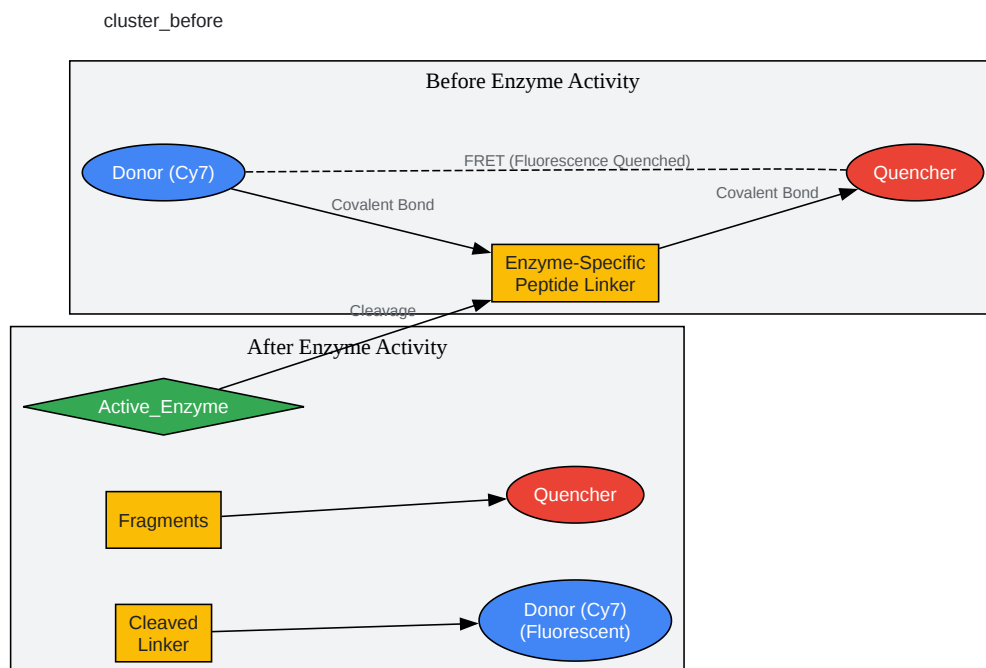 cluster_before
Before Enzyme Activity
Donor (Cy7)
FRET (Fluorescence Quenched)
Quencher
Covalent Bond
Covalent Bond
Enzyme-Specific
Peptide Linker
Cleavage
After Enzyme Activity
Active_Enzyme
Fragments
Quencher
Cleaved
Linker
Donor (Cy7)
(Fluorescent)